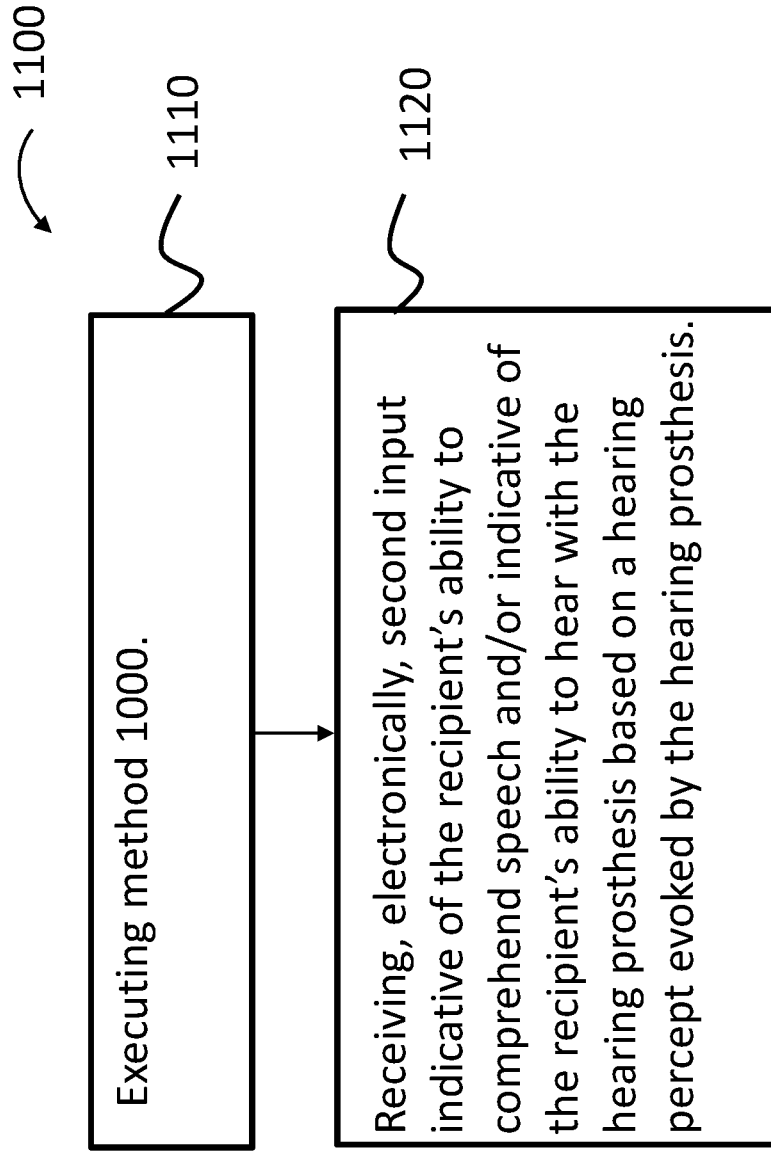 1100
Executing method 1000.
1110
Receiving, electronically, second input
indicative of the recipient’s ability to
comprehend speech and/or indicative of
the recipient’s ability to hear with the
hearing prosthesis based on a hearing
percept evoked by the hearing prosthesis.
1120